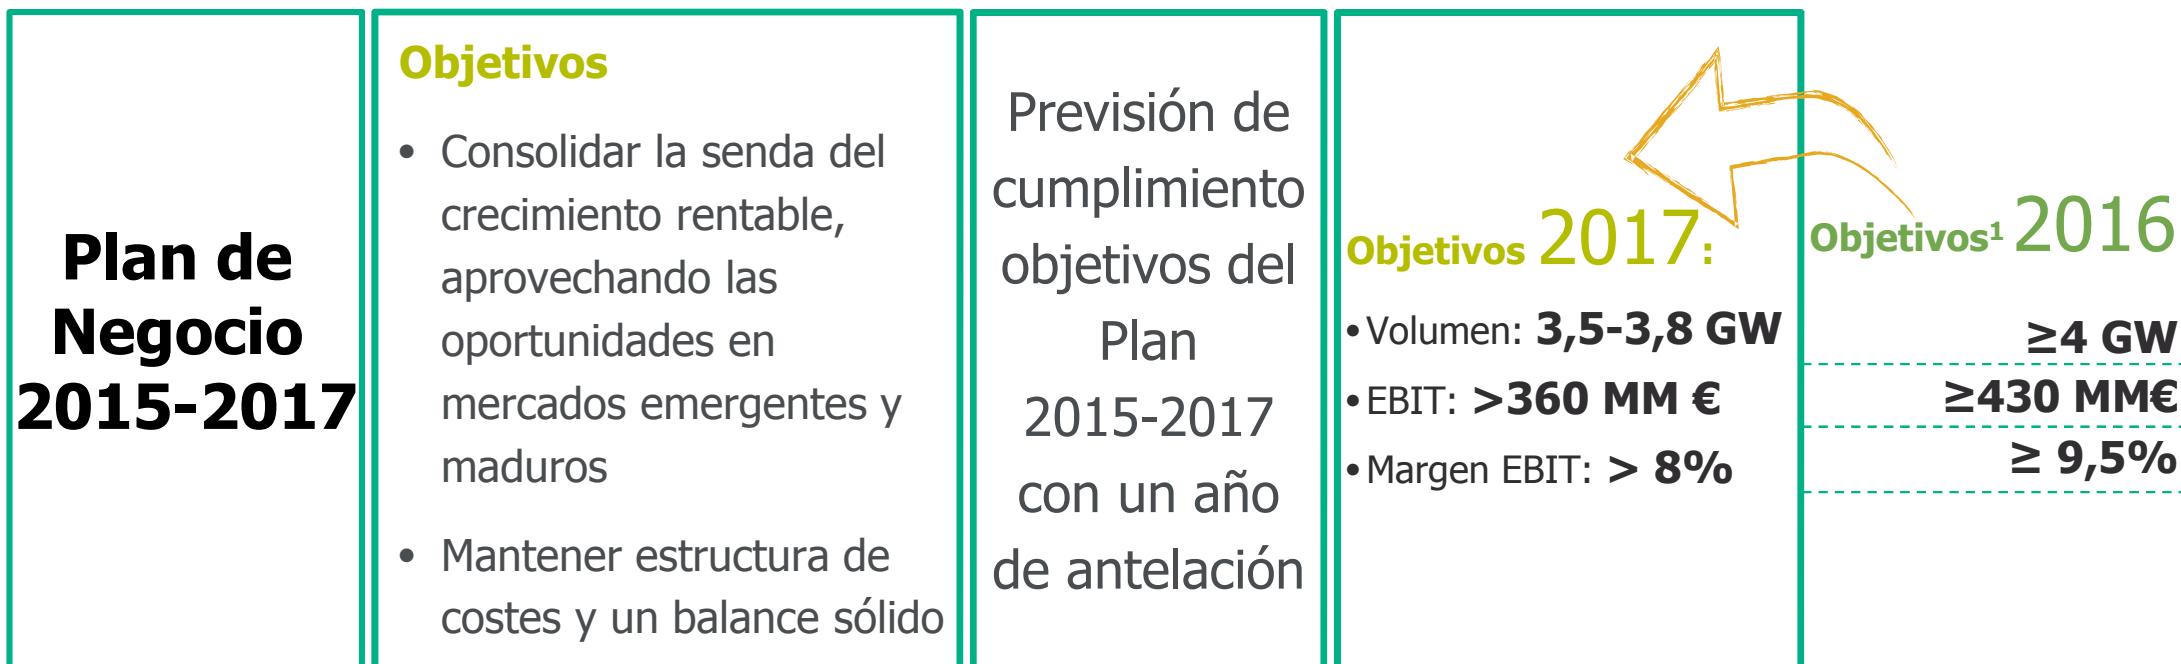 Plan de
Negocio
2015-2017
Objetivos
• Consolidar la senda del
crecimiento rentable,
aprovechando las
oportunidades en
mercados emergentes y
maduros
• Mantener estructura de
costes y un balance sólido
Previsión de
cumplimiento
objetivos del
Plan
2015-2017
con un año
de antelación
Objetivos 2017:
• Volumen: 3,5-3,8 GW
• EBIT: >360 MM €
• Margen EBIT: > 8%
Objetivos¹ 2016
≥4 GW
≥430 MM€
≥ 9,5%